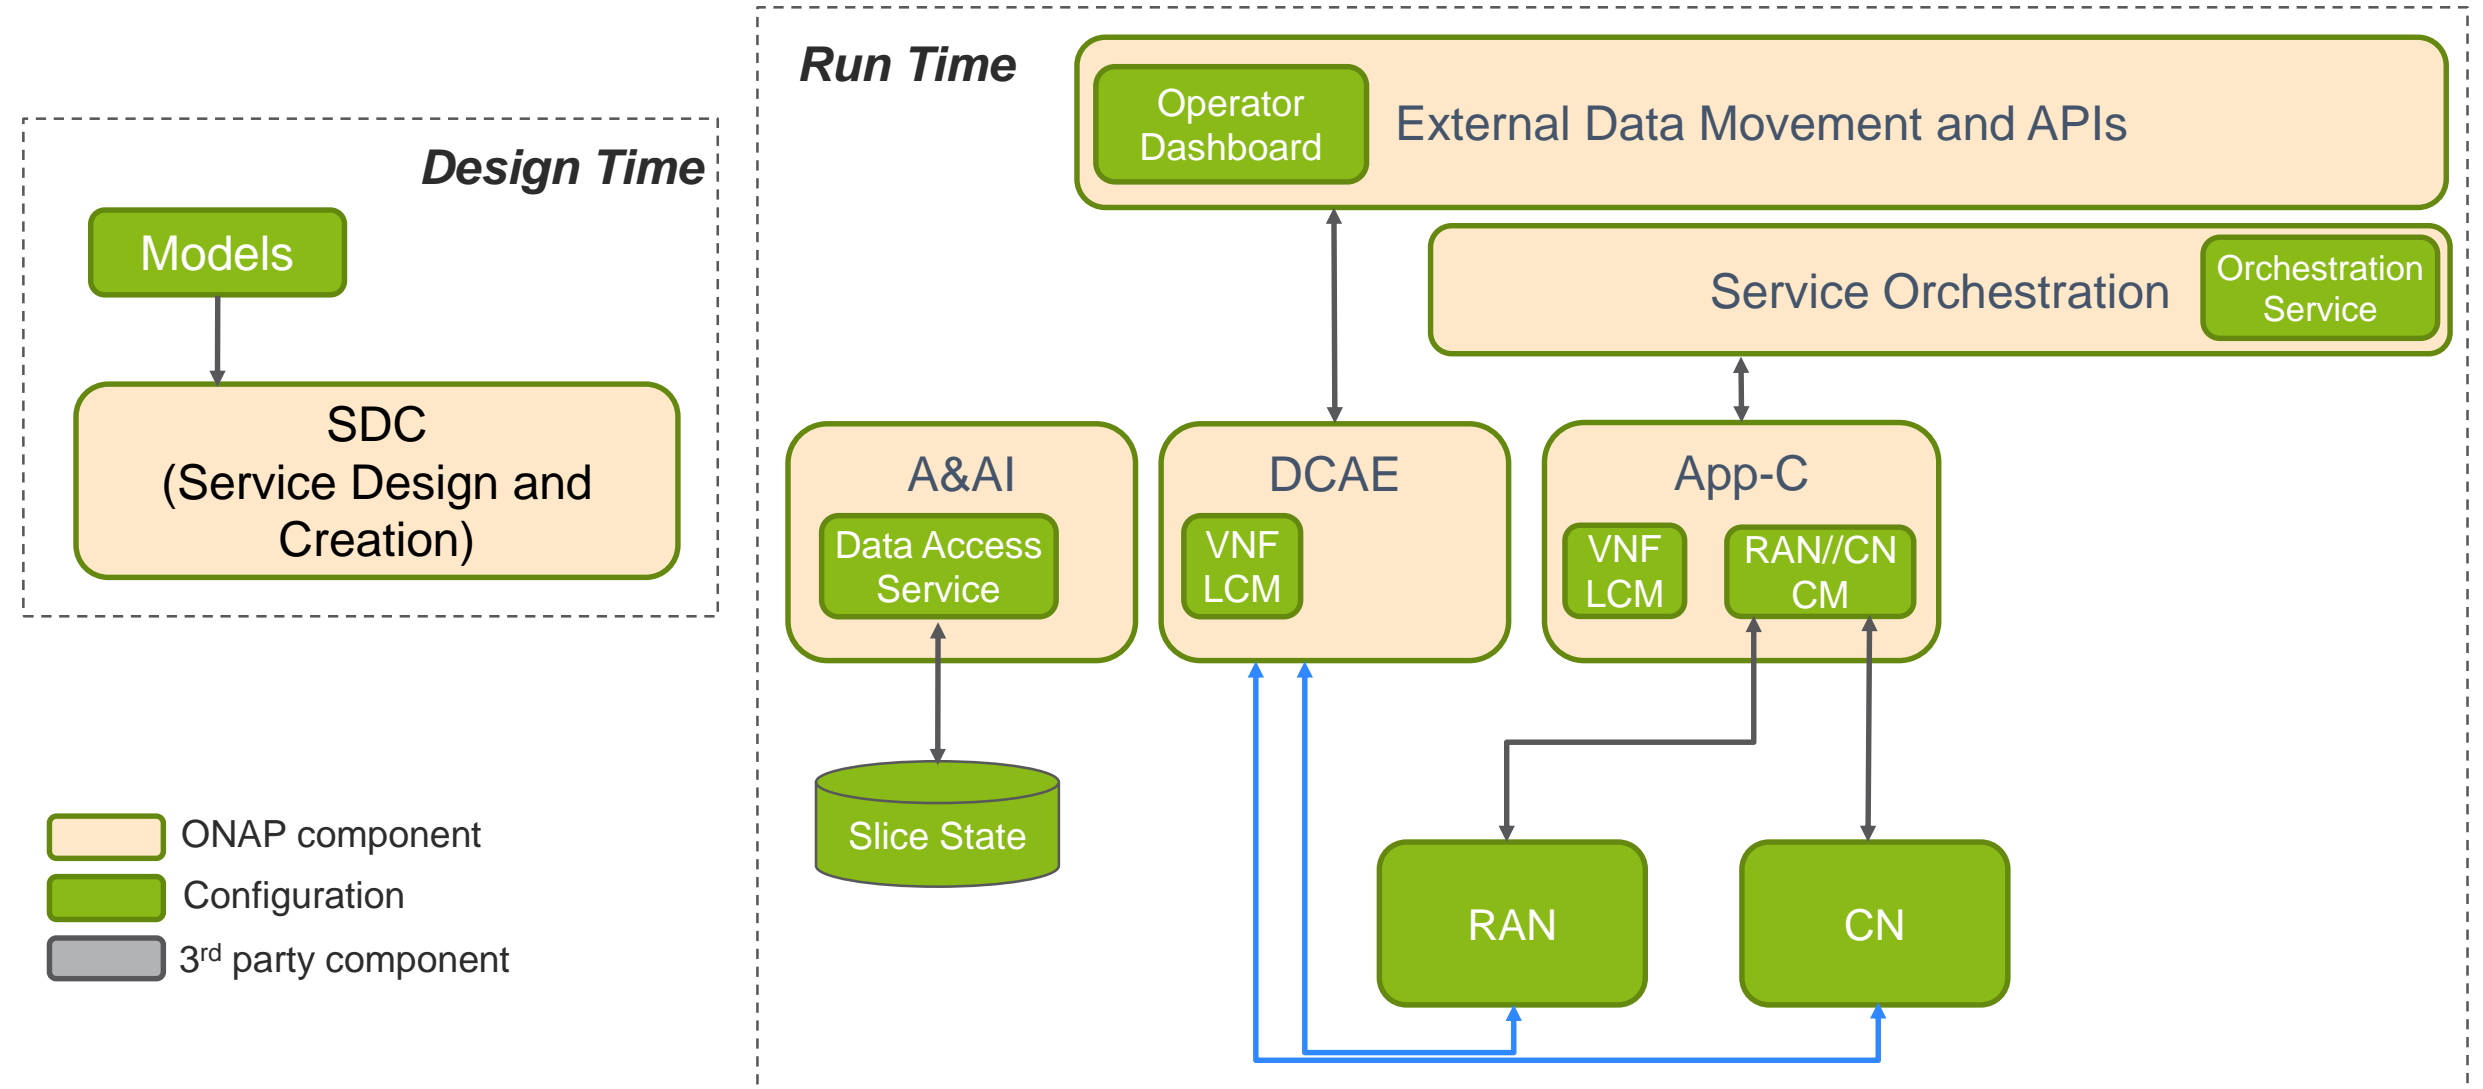 Design Time
Models
SDC
(Service Design and
Creation)
ONAP component
Configuration
3rd party component
Run Time
Operator
Dashboard
External Data Movement and APIs
Service Orchestration
Orchestration
Service
A&AI
Data Access
Service
DCAE
VNF
LCM
App-C
VNF
LCM
RAN//CN
CM
Slice State
RAN
CN